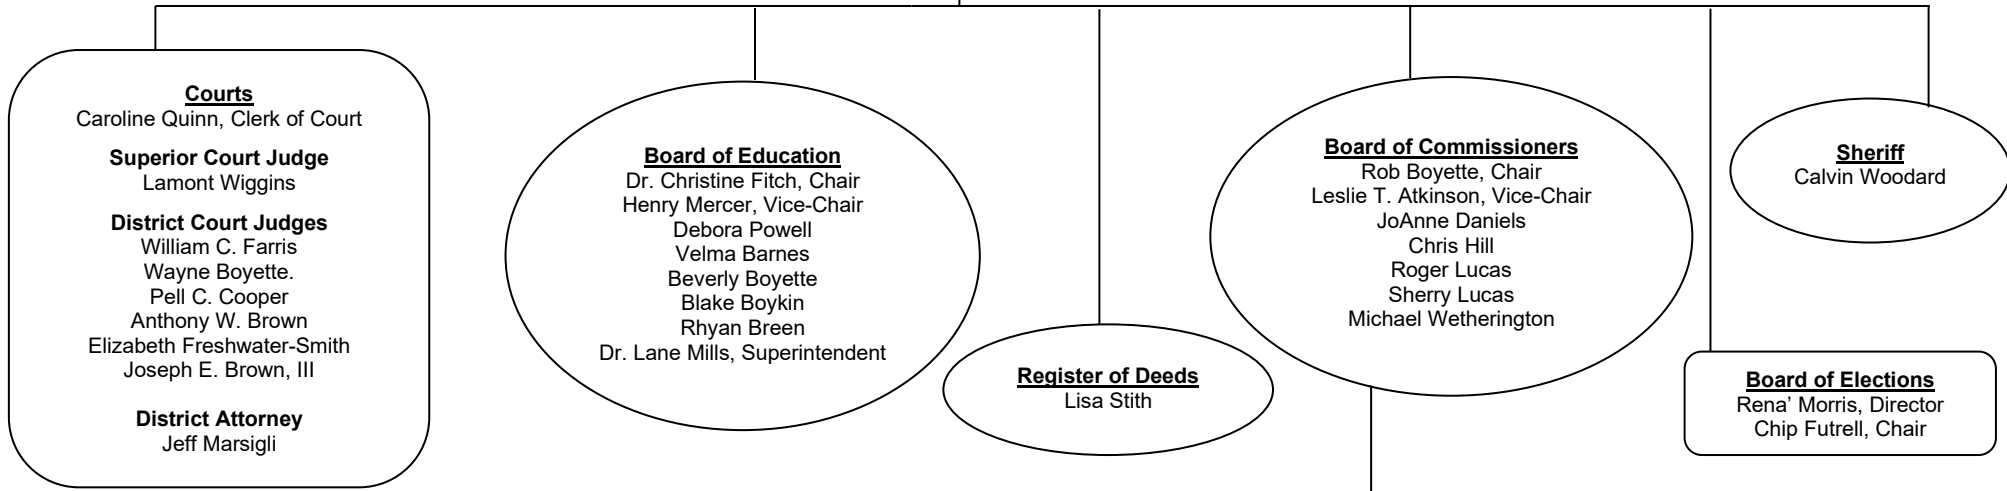 Courts
Caroline Quinn, Clerk of Court
Superior Court Judge
Lamont Wiggins
District Court Judges
William C. Farris
Wayne Boyette.
Pell C. Cooper
Anthony W. Brown
Elizabeth Freshwater-Smith
Joseph E. Brown, III
District Attorney
Jeff Marsigli
Board of Education
Dr. Christine Fitch, Chair
Henry Mercer, Vice-Chair
Debora Powell
Velma Barnes
Beverly Boyette
Blake Boykin
Rhyan Breen
Dr. Lane Mills, Superintendent
Register of Deeds
Lisa Stith
Board of Commissioners
Rob Boyette, Chair
Leslie T. Atkinson, Vice-Chair
JoAnne Daniels
Chris Hill
Roger Lucas
Sherry Lucas
Michael Wetherington
Sheriff
Calvin Woodard
Board of Elections
Rena’ Morris, Director
Chip Futrell, Chair